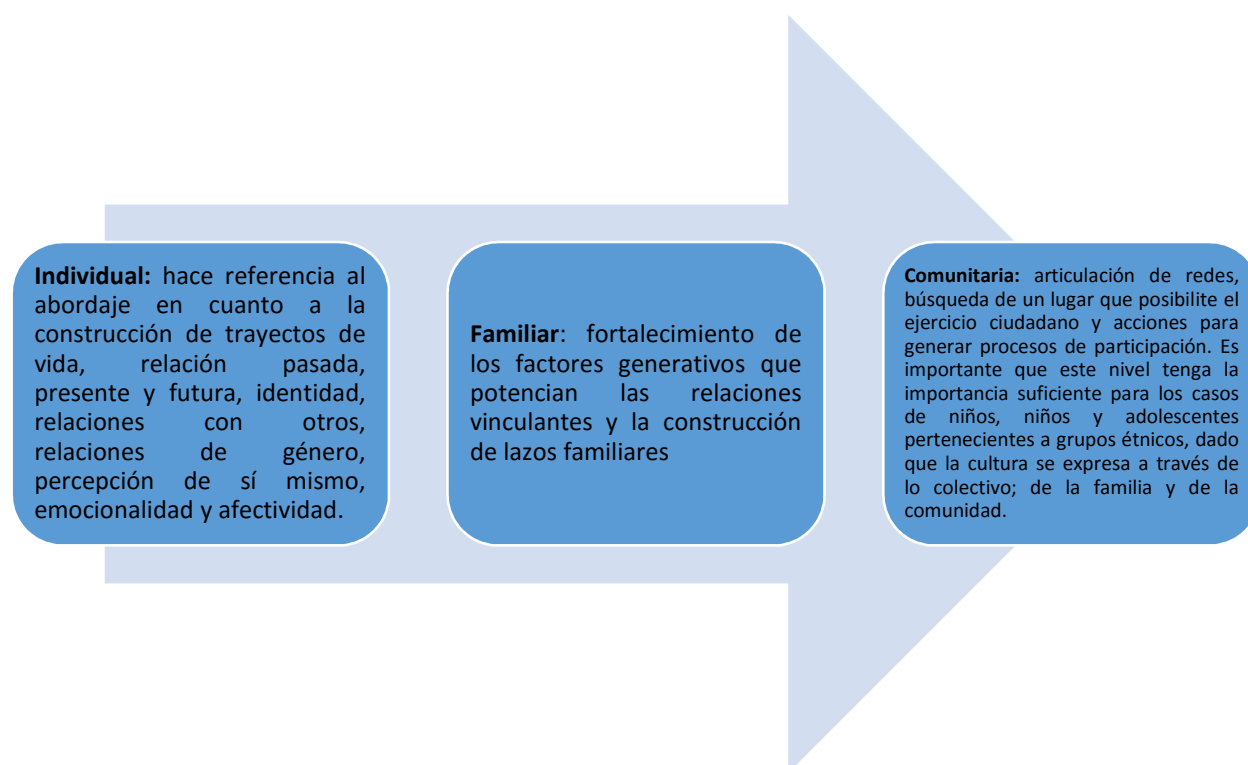 Individual: hace referencia al
abordaje en cuanto a la
construcción de trayectos de
vida, relación pasada,
presente y futura, identidad,
relaciones con otros,
relaciones de género,
percepción de sí mismo,
emocionalidad y afectividad.
Familiar: fortalecimiento de
los factores generativos que
potencian las relaciones
vinculantes y la construcción
de lazos familiares
Comunitaria: articulación de redes,
búsqueda de un lugar que posibilite el
ejercicio ciudadano y acciones para
generar procesos de participación. Es
importante que este nivel tenga la
importancia suficiente para los casos
de niños, niños y adolescentes
pertenecientes a grupos étnicos, dado
que la cultura se expresa a través de
lo colectivo; de la familia y de la
comunidad.